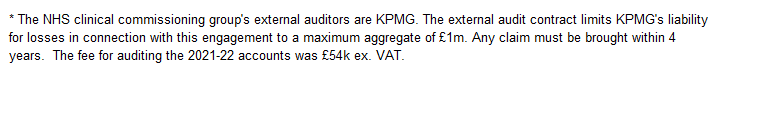 * The NHS clinical commissioning group's external auditors are KPMG. The external audit contract limits KPMG's liability
for losses in connection with this engagement to a maximum aggregate of £1m. Any claim must be brought within 4
years.  The fee for auditing the 2021-22 accounts was £54k ex. VAT.